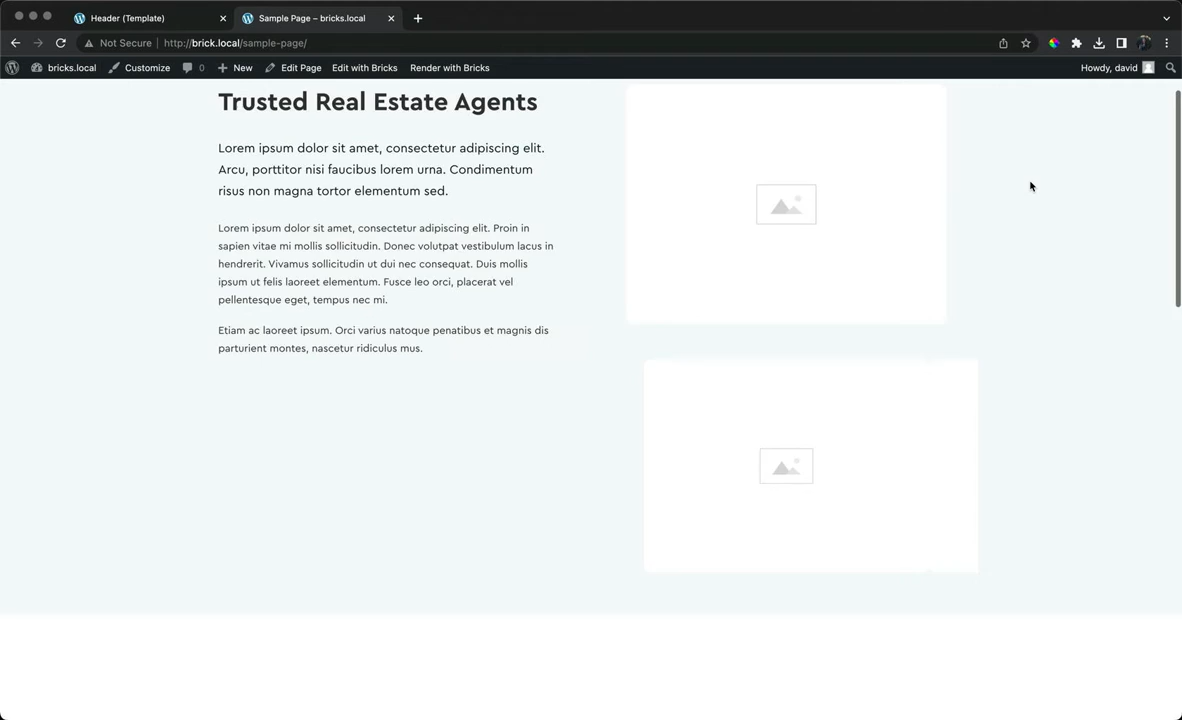 Header (Template)
Sample Page – bricks.local
Not Secure
http://brick.local/sample-page/
bricks.local
Customize
0
New
Edit Page
Edit with Bricks
Render with Bricks
Howdy, david
Trusted Real Estate Agents
Lorem ipsum dolor sit amet, consectetur adipiscing elit.
Arcu, porttitor nisi faucibus lorem urna. Condimentum
risus non magna tortor elementum sed.
Lorem ipsum dolor sit amet, consectetur adipiscing elit. Proin in
sapien vitae mi mollis sollicitudin. Donec volutpat vestibulum lacus in
hendrerit. Vivamus sollicitudin ut dui nec consequat. Duis mollis
ipsum ut felis laoreet elementum. Fusce leo orci, placerat vel
pellentesque eget, tempus nec mi.
Etiam ac laoreet ipsum. Orci varius natoque penatibus et magnis dis
parturient montes, nascetur ridiculus mus.